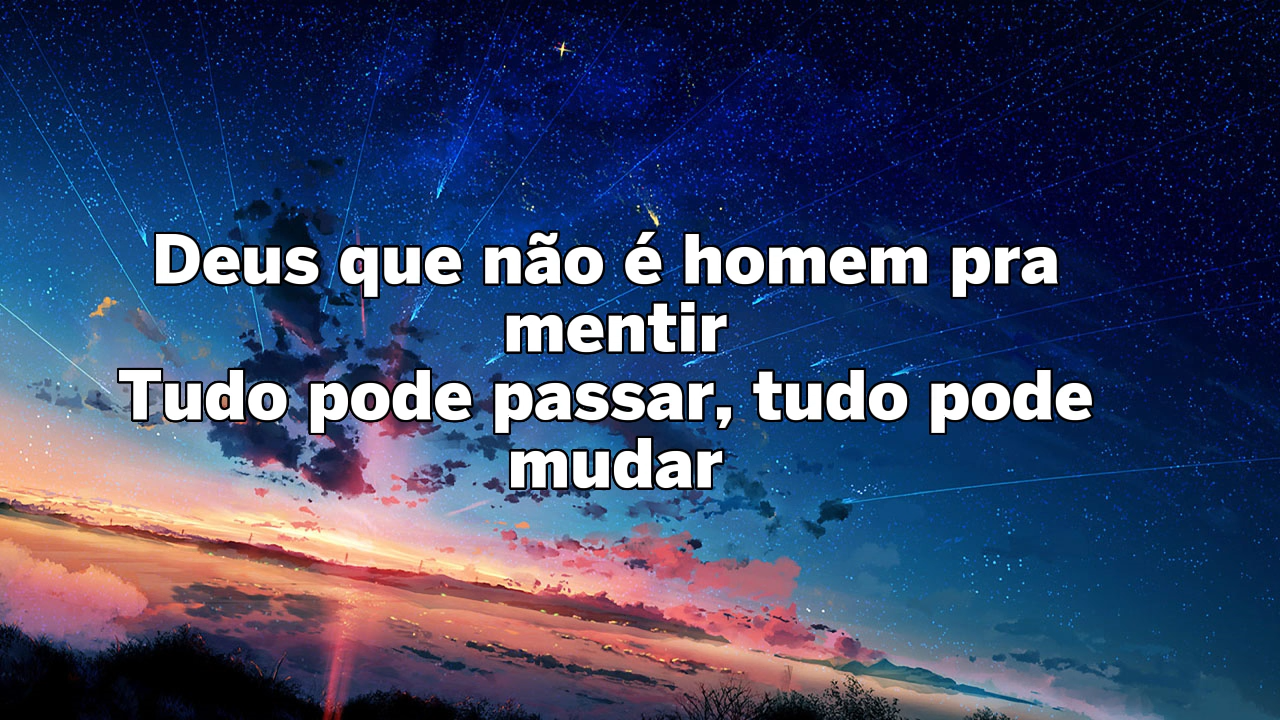 Deus que não é homem pra
mentir
Tudo pode passar, tudo pode
mudar